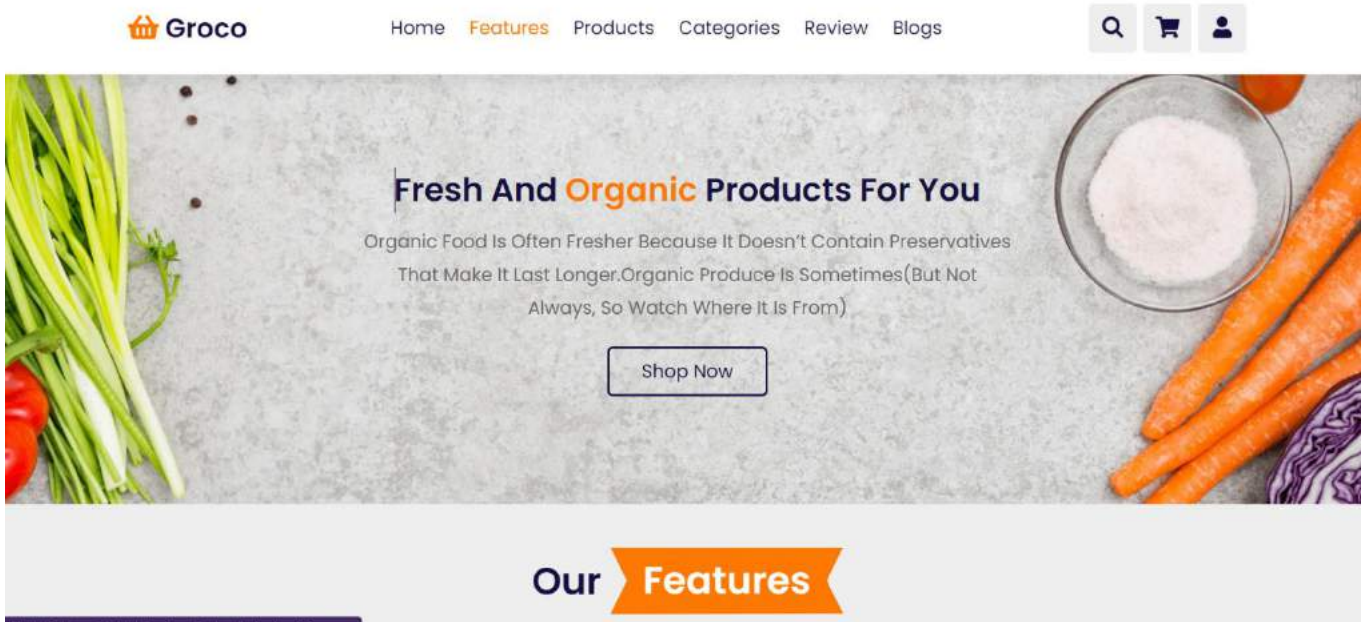 Groco
Home Features Products Categories Review Blogs
Fresh And Organic Products For You
Organic Food Is Often Fresher Because It Doesn't Contain Preservatives
That Make It Last Longer.Organic Produce Is Sometimes(But Not
Always, So Watch Where It Is From)
Shop Now
Our Features